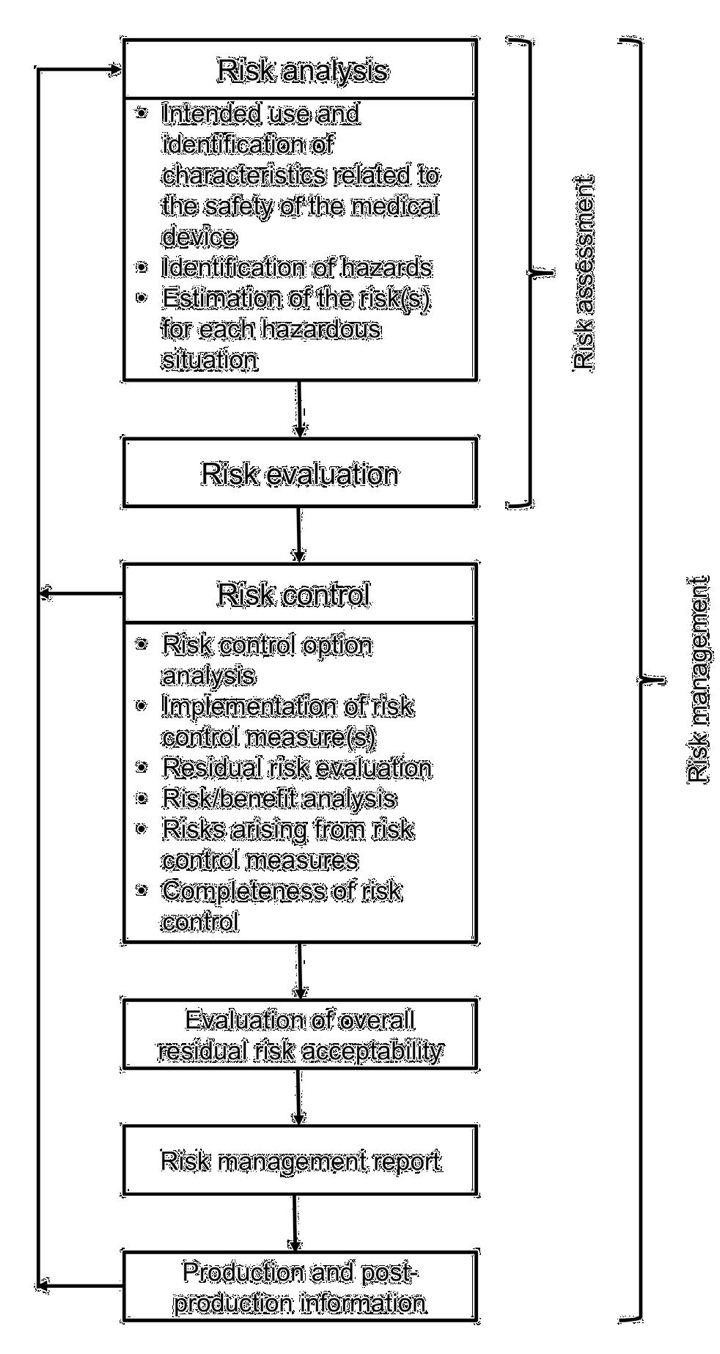 Risk analysis
• Intended use and
identification of
characteristics related to
the safety of the medical
device
• Identification of hazards
• Estimation of the risk(s)
for each hazardous
situation
Risk evaluation
Risk assessment
Risk control
• Risk control option
analysis
• Implementation of risk
control measure(s)
• Residual risk evaluation
• Risk/benefit analysis
• Risks arising from risk
control measures
• Completeness of risk
control
Evaluation of overall
residual risk acceptability
Risk management report
Production and post-
production information
Risk management